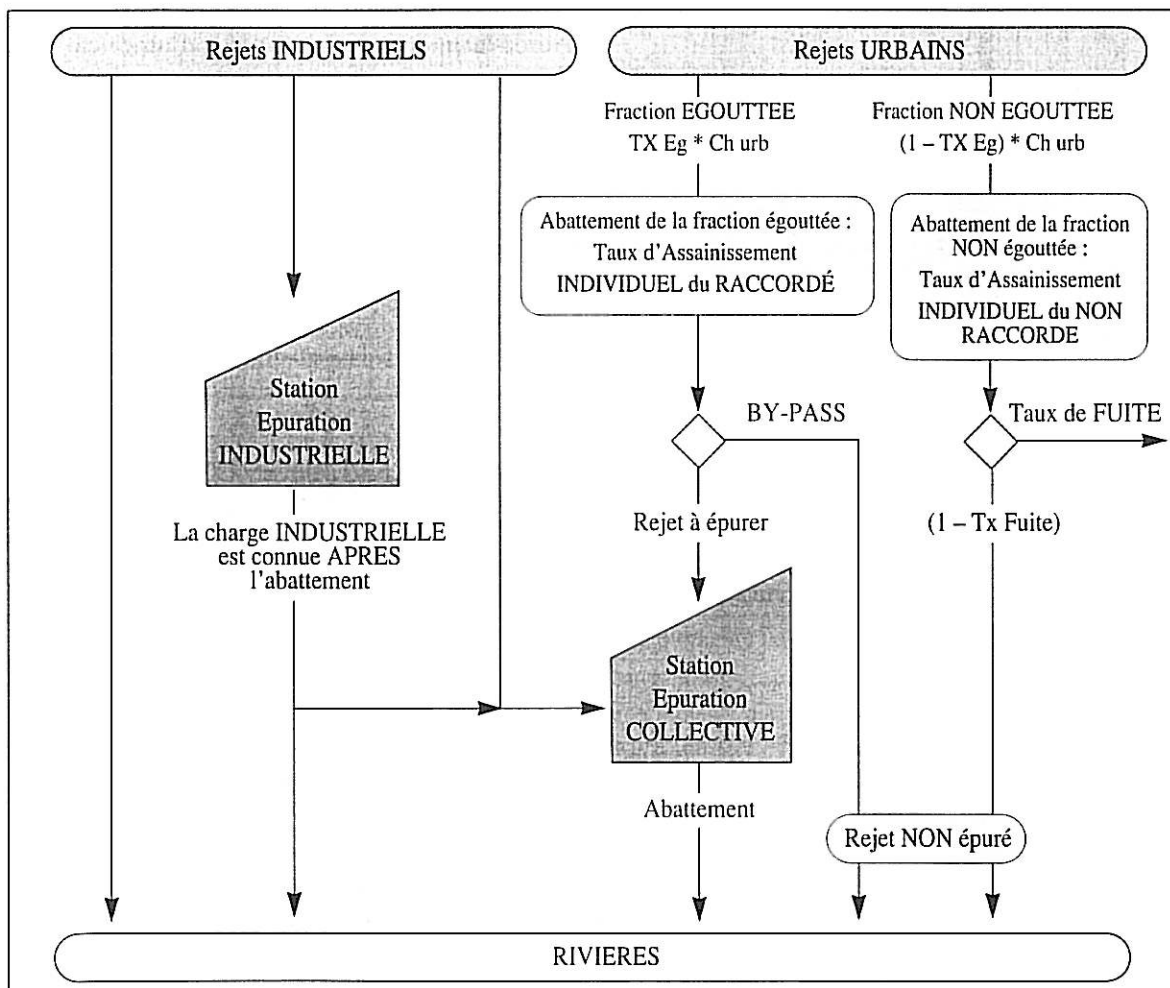 Rejets INDUSTRIELS
Rejets URBAINS
Fraction EGOUTTEE
TX Eg * Ch urb
Fraction NON EGOUTTEE
(1 – TX Eg) * Ch urb
Abattement de la fraction égouttée :
Taux d'Assainissement
INDIVIDUEL du RACCORDÉ
Abattement de la fraction
NON égouttée :
Taux d'Assainissement
INDIVIDUEL du NON
RACCORDE
Station
Epuration
INDUSTRIELLE
BY-PASS
Taux de FUITE
La charge INDUSTRIELLE
est connue APRES
l'abattement
Rejet à épurer
(1 – Tx Fuite)
Station
Epuration
COLLECTIVE
Abattement
Rejet NON épuré
RIVIERES